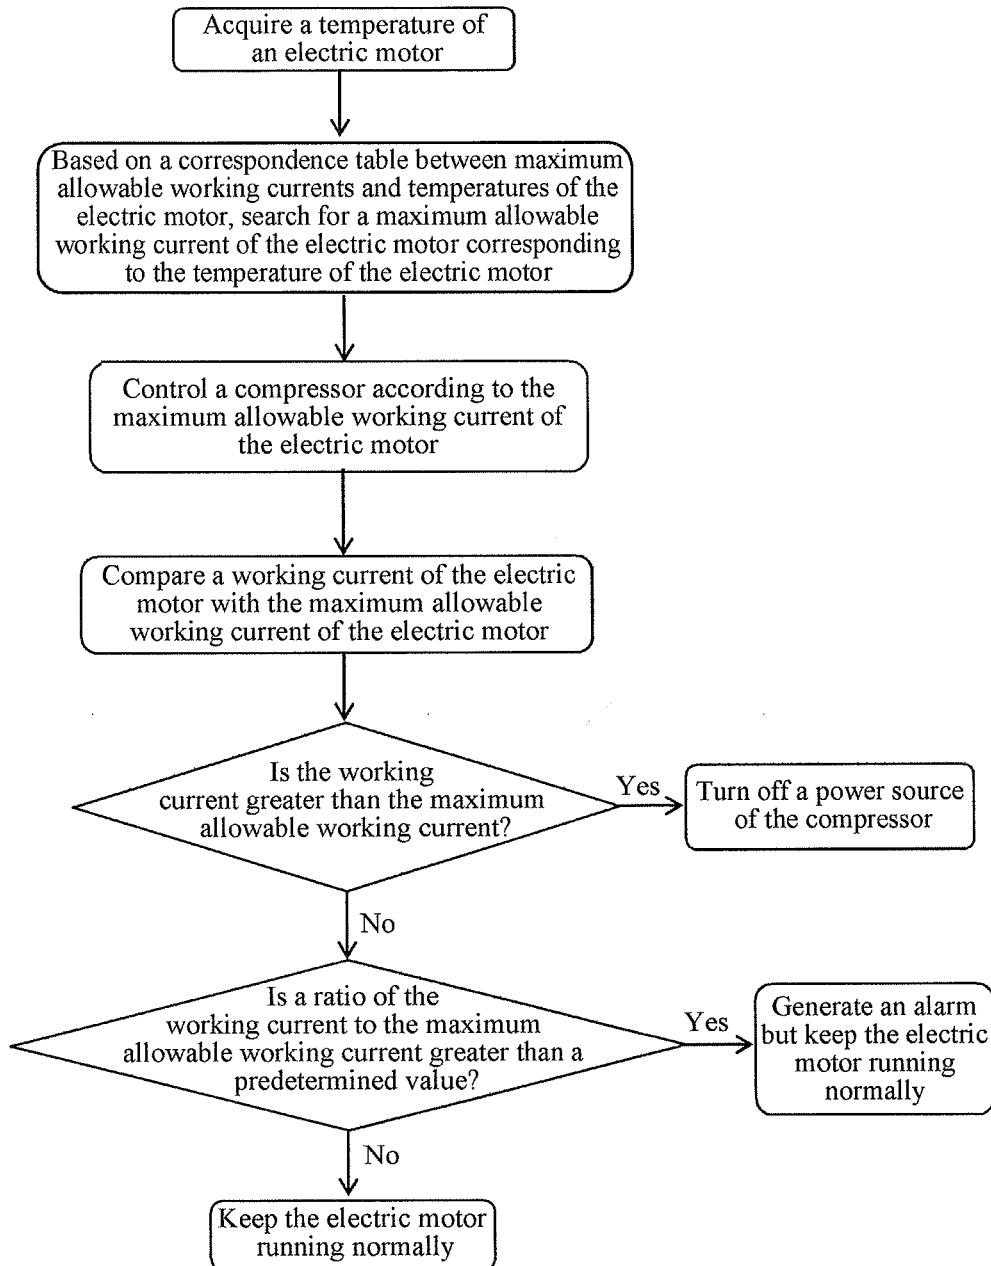 Acquire a temperature of
an electric motor
Based on a correspondence table between maximum
allowable working currents and temperatures of the
electric motor, search for a maximum allowable
working current of the electric motor corresponding
to the temperature of the electric motor
Control a compressor according to the
maximum allowable working current of
the electric motor
Compare a working current of the electric
motor with the maximum allowable
working current of the electric motor
Is the working
current greater than the maximum
allowable working current?
Yes
Turn off a power source
of the compressor
No
Is a ratio of the
working current to the maximum
allowable working current greater than a
predetermined value?
Yes
Generate an alarm
but keep the electric
motor running
normally
No
Keep the electric motor
running normally